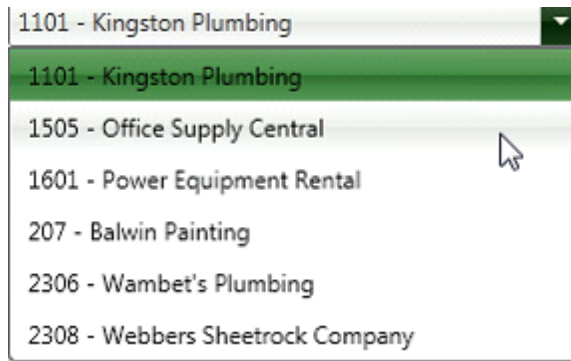 1101 - Kingston Plumbing
1101 - Kingston Plumbing
1505 - Office Supply Central
1601 - Power Equipment Rental
207 - Balwin Painting
2306 - Wambet's Plumbing
2308 - Webbers Sheetrock Company